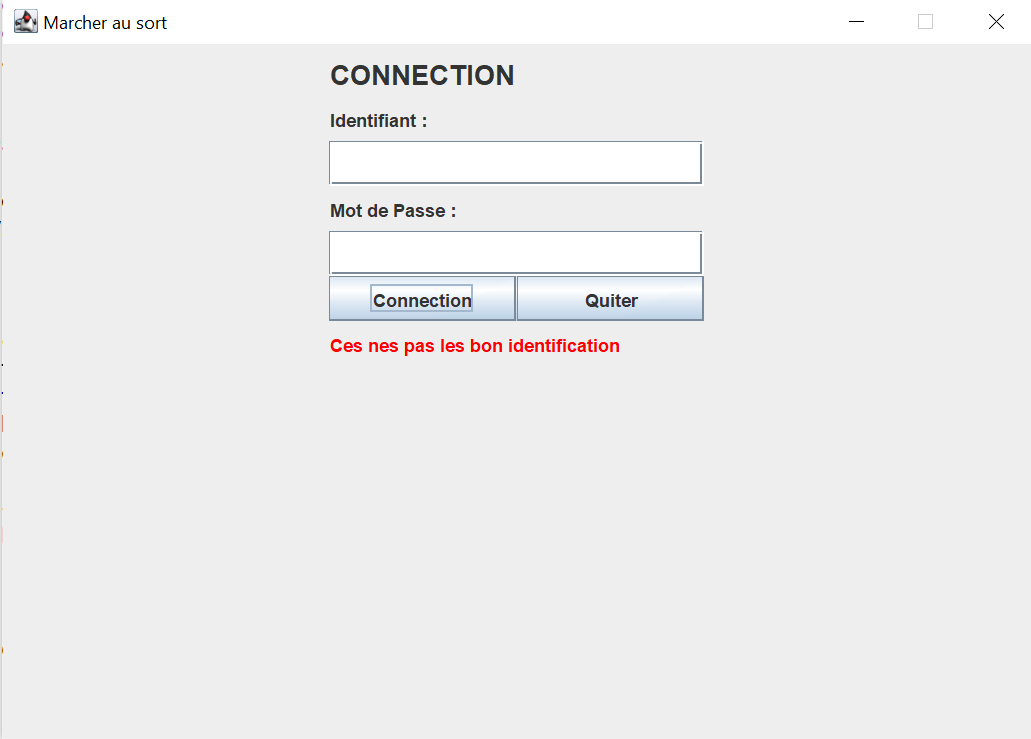 Marcher au sort
CONNECTION
Identifiant :
Mot de Passe :
Connection Quiter
Ces nes pas les bon identification